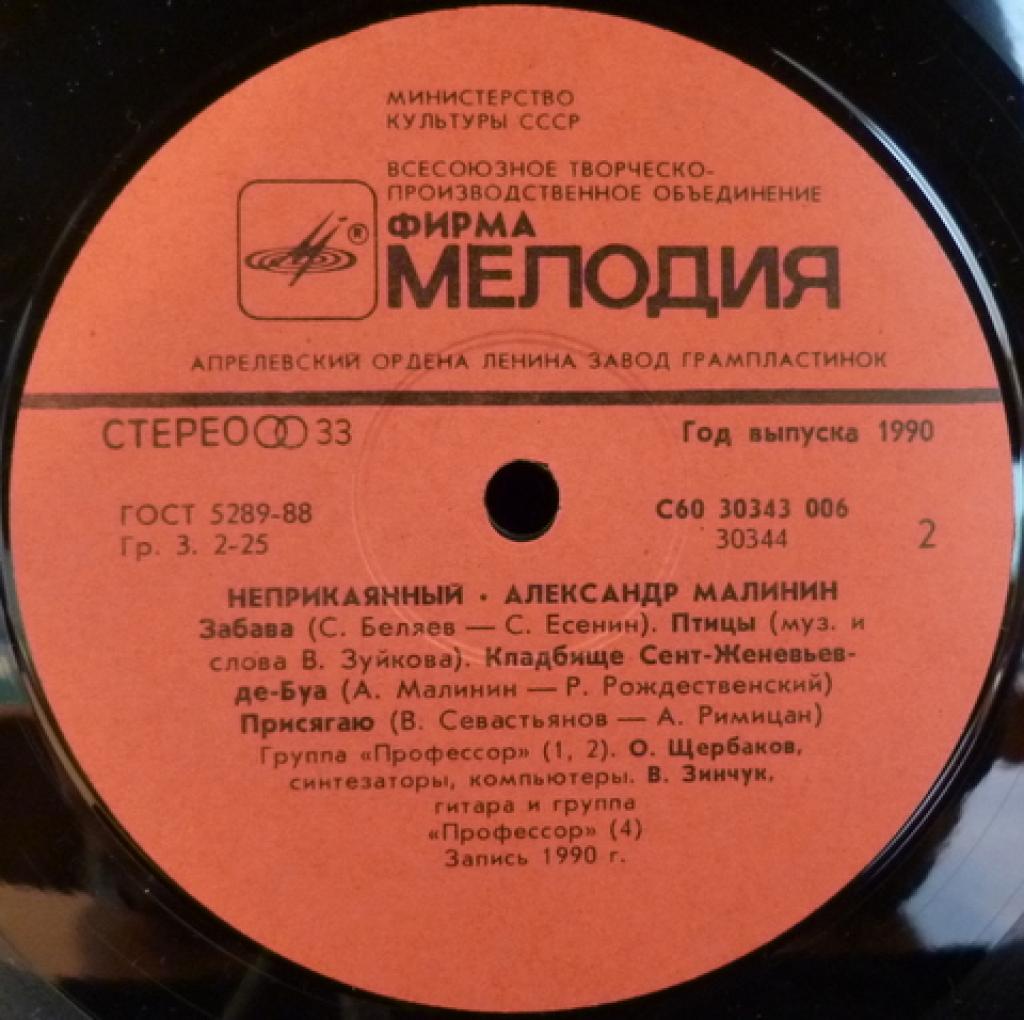 МИНИСТЕРСТВО
КУЛЬТУРЫ СССР
ВСЕСОЮЗНОЕ ТВОРЧЕСКО-
ПРОИЗВОДСТВЕННОЕ ОБЪЕДИНЕНИЕ
®
ФИРМА
МЕЛОДИЯ
АПРЕЛЕВСКИЙ ОРДЕНА ЛЕНИНА ЗАВОД ГРАМПЛАСТИНОК
СТЕРЕО 33
Год выпуска 1990
ГОСТ 5289-88
Гр. 3. 2-25
С60 30343 006
30344
2
НЕПРИКАЯННЫЙ · АЛЕКСАНДР МАЛИНИН
Забава (С. Беляев — С. Есенин). Птицы (муз. и
слова В. Зуйкова). Кладбище Сент-Женевьев-
де-Буа (А. Малинин — Р. Рождественский)
Присягаю (В. Севастьянов — А. Римицан)
Группа «Профессор» (1, 2). О. Щербаков,
синтезаторы, компьютеры. В. Зинчук,
гитара и группа
«Профессор» (4)
Запись 1990 г.